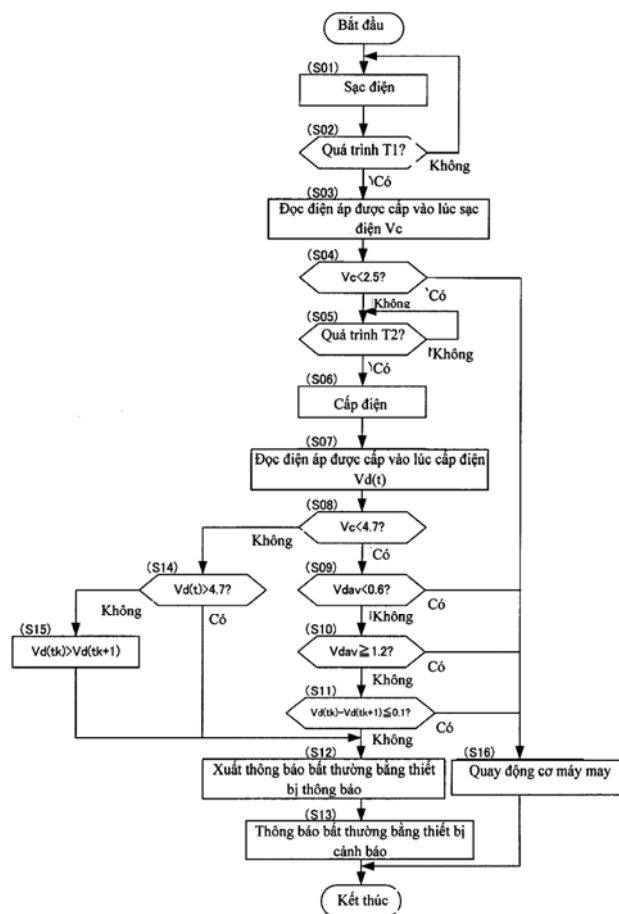 Bắt đầu
(S01)
Sạc điện
(S02)
Quá trình T1?
Không
Có
(S03)
Đọc điện áp được cấp vào lúc sạc
điện Vc
(S04)
Vc<2.5?
Có
Không
(S05)
Quá trình T2?
Không
Có
(S06)
Cấp điện
(S07)
Đọc điện áp được cấp vào lúc cấp điện
Vd(t)
(S08)
Vc<4.7?
Không
Có
(S14)
Vd(t)>4.7?
Không
Có
(S15)
Vd(tk)>Vd(tk+1)
(S09)
Vdav<0.6?
Có
Không
(S10)
Vdav≧1.2?
Có
Không
(S11)
Vd(tk)-Vd(tk+1)≦0.1?
Có
Không
(S12)
Xuất thông báo bất thường bằng thiết
bị thông báo
(S16)
Quay động cơ máy may
(S13)
Thông báo bất thường bằng thiết bị
cảnh báo
Kết thúc